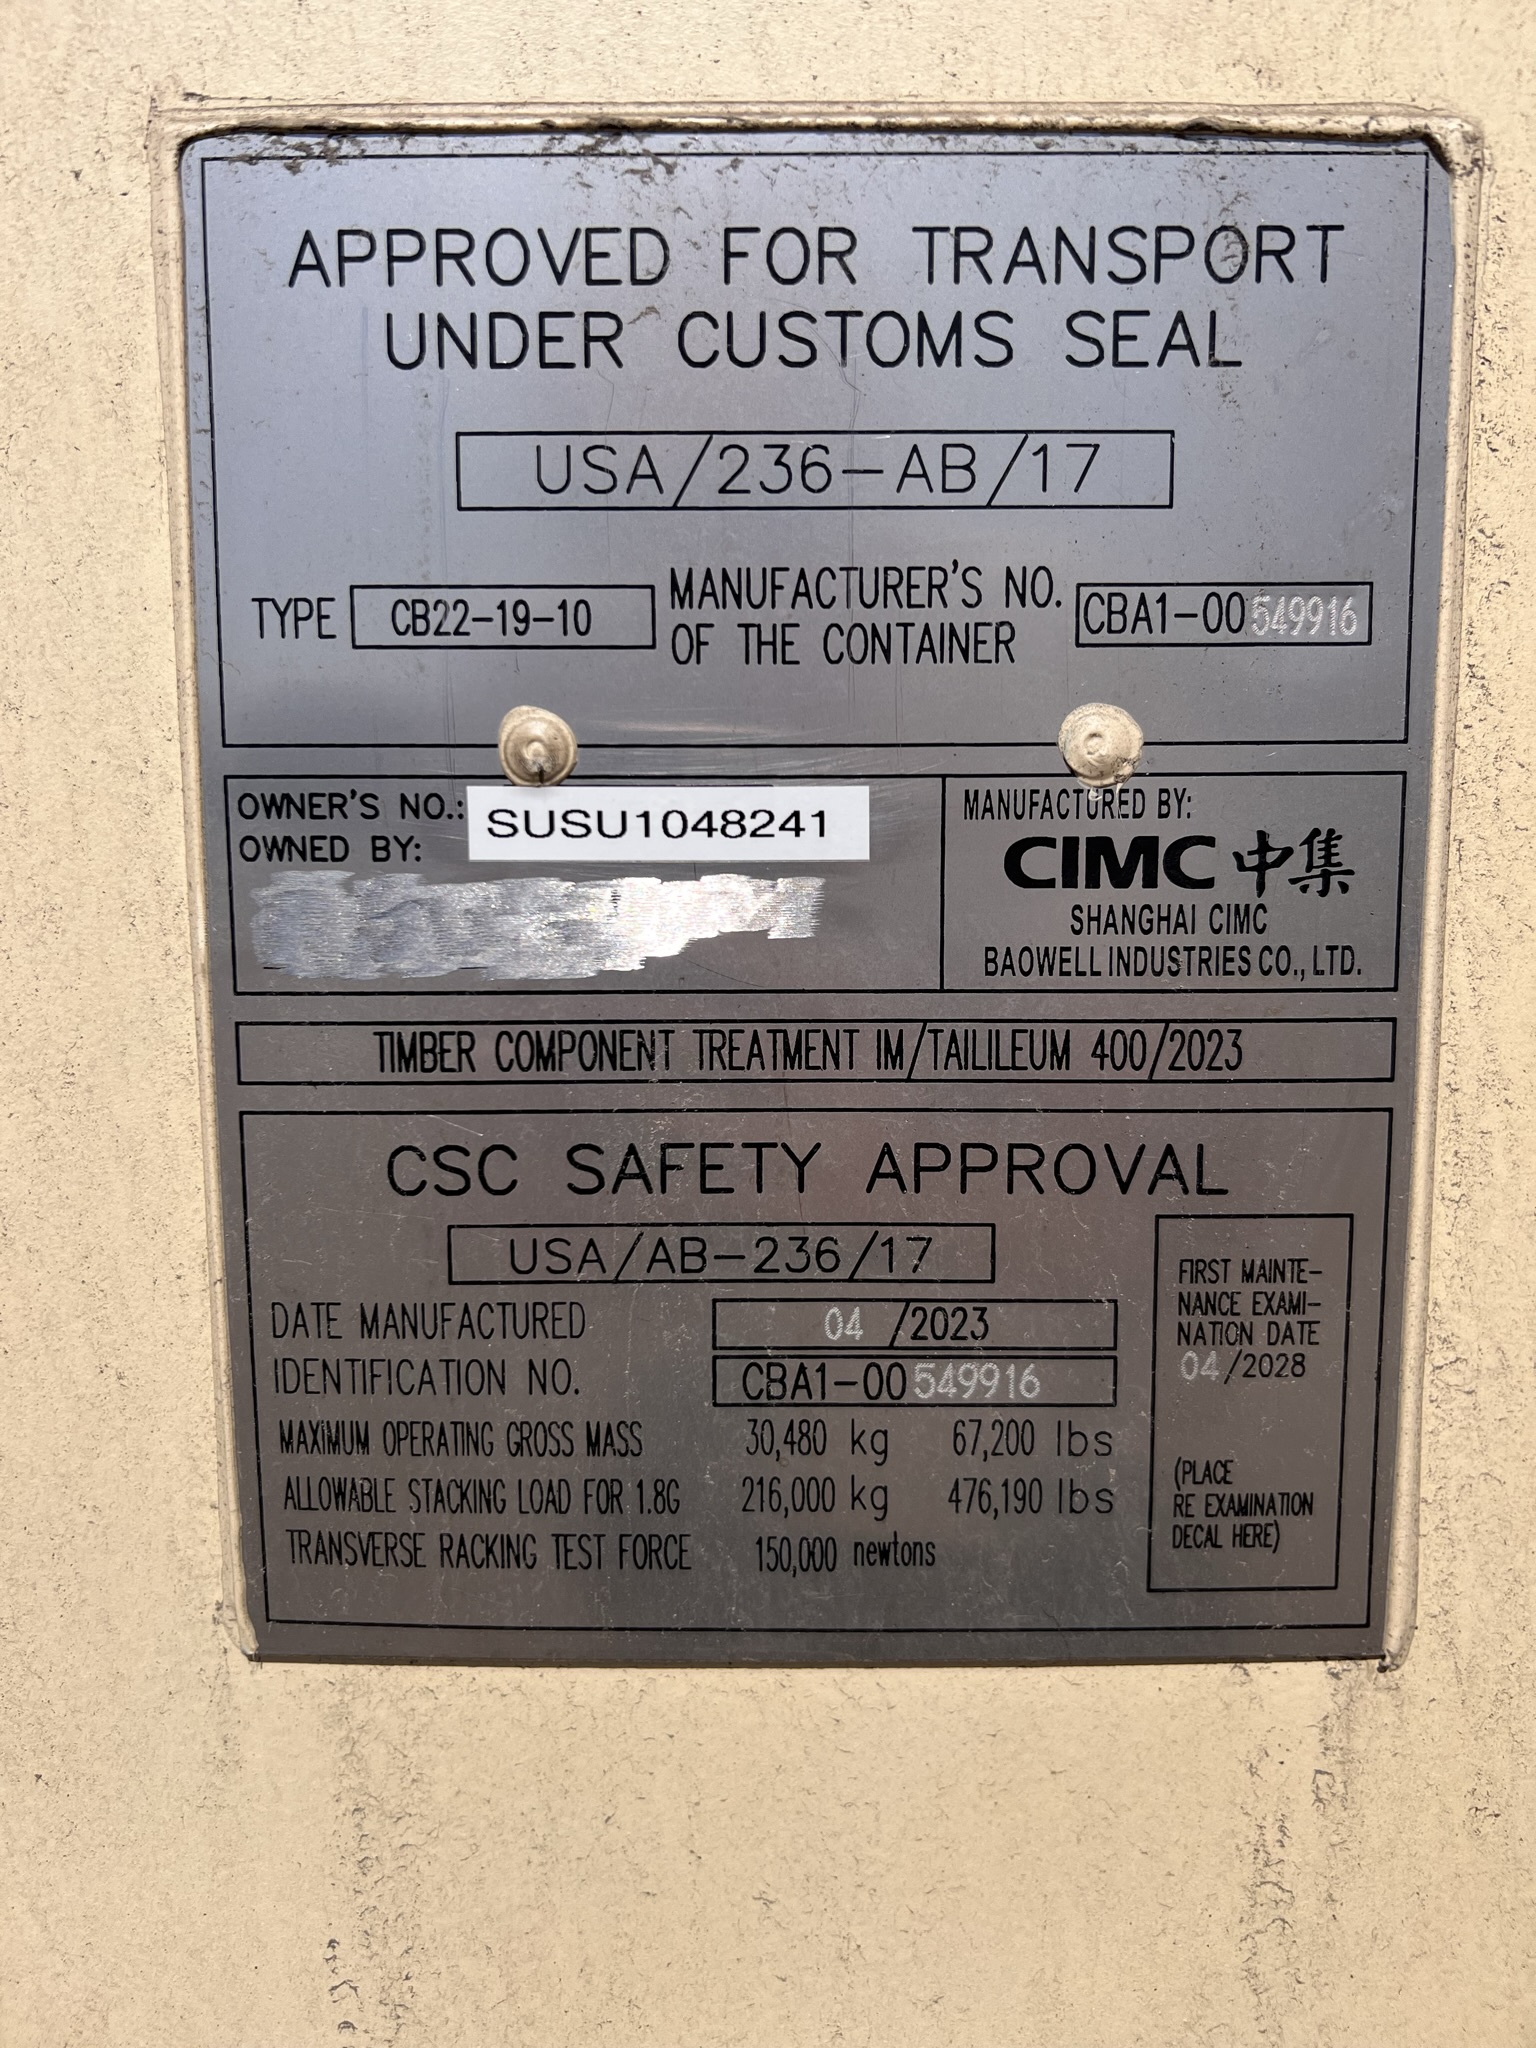 APPROVED FOR TRANSPORT
UNDER CUSTOMS SEAL
USA/236-AB/17
TYPE CB22-19-10
MANUFACTURER'S NO.
OF THE CONTAINER
CBA1-00549916
OWNER'S NO.: SUSU1048241
OWNED BY:
MANUFACTURED BY:
CIMC 中集
SHANGHAI CIMC
BAOWELL INDUSTRIES CO., LTD.
TIMBER COMPONENT TREATMENT IM/TAILILEUM 400/2023
CSC SAFETY APPROVAL
USA/AB-236/17
DATE MANUFACTURED 04 /2023
IDENTIFICATION NO. CBA1-00549916
MAXIMUM OPERATING GROSS MASS 30,480 kg 67,200 lbs
ALLOWABLE STACKING LOAD FOR 1.8G 216,000 kg 476,190 lbs
TRANSVERSE RACKING TEST FORCE 150,000 newtons
FIRST MAINTE-
NANCE EXAMI-
NATION DATE
04/2028
(PLACE
RE EXAMINATION
DECAL HERE)